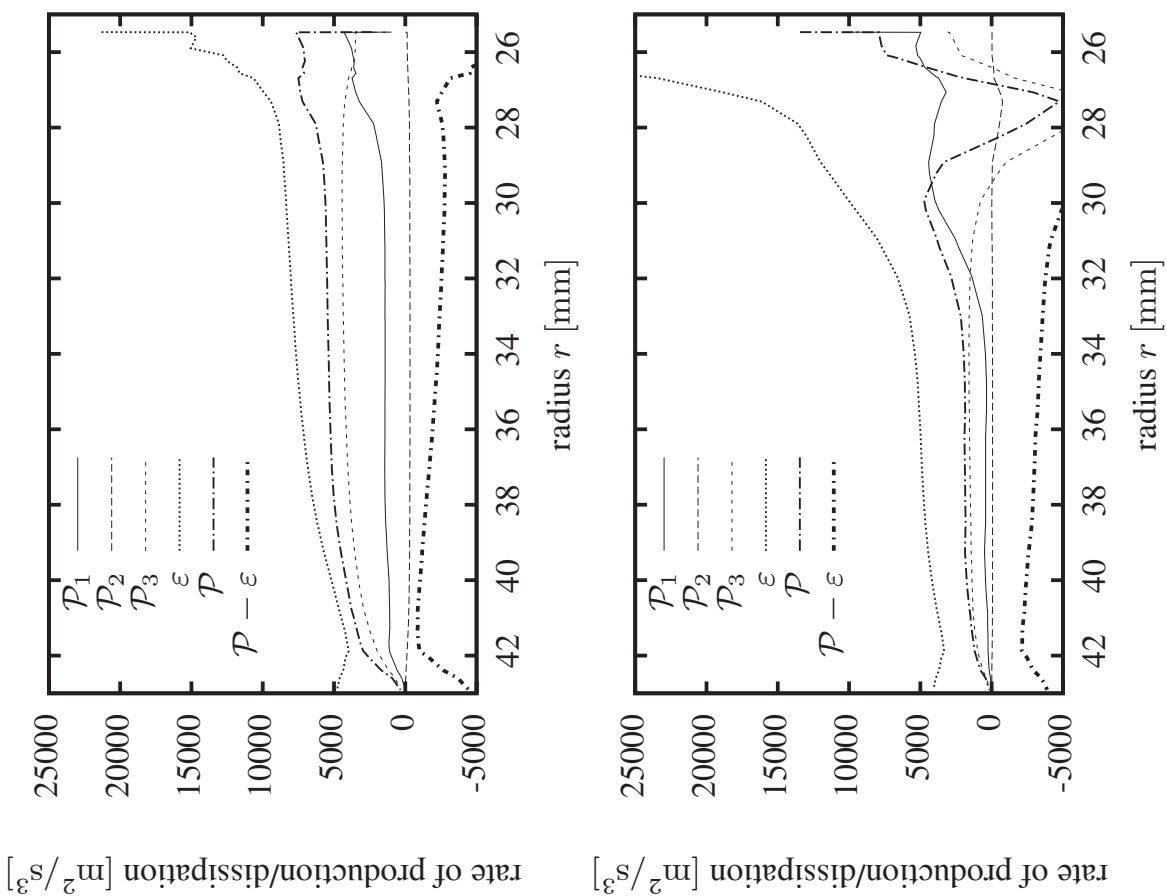 rate of production/dissipation [m²/s³]
25000
20000
15000
10000
5000
0
-5000
𝒫₁
𝒫₂
𝒫₃
ε
𝒫
𝒫 − ε
42 40 38 36 34 32 30 28 26
radius r [mm]
rate of production/dissipation [m²/s³]
25000
20000
15000
10000
5000
0
-5000
𝒫₁
𝒫₂
𝒫₃
ε
𝒫
𝒫 − ε
42 40 38 36 34 32 30 28 26
radius r [mm]